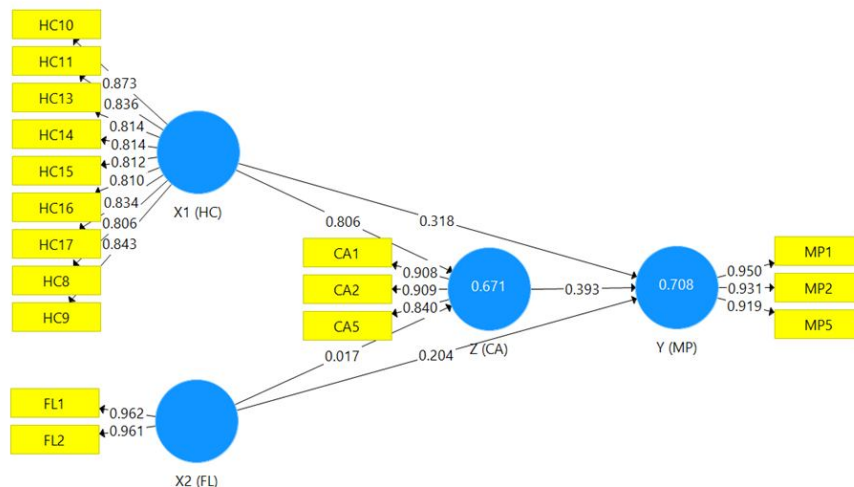 HC10
HC11
HC13
HC14
HC15
HC16
HC17
HC8
HC9
0.873
0.836
0.814
0.814
0.812
0.810
0.834
0.806
0.843
X1 (HC)
0.806
0.318
CA1
CA2
CA5
0.908
0.909
0.840
0.671
Z (CA)
0.393
0.708
Y (MP)
0.950
0.931
0.919
MP1
MP2
MP5
0.017
0.204
FL1
FL2
0.962
0.961
X2 (FL)